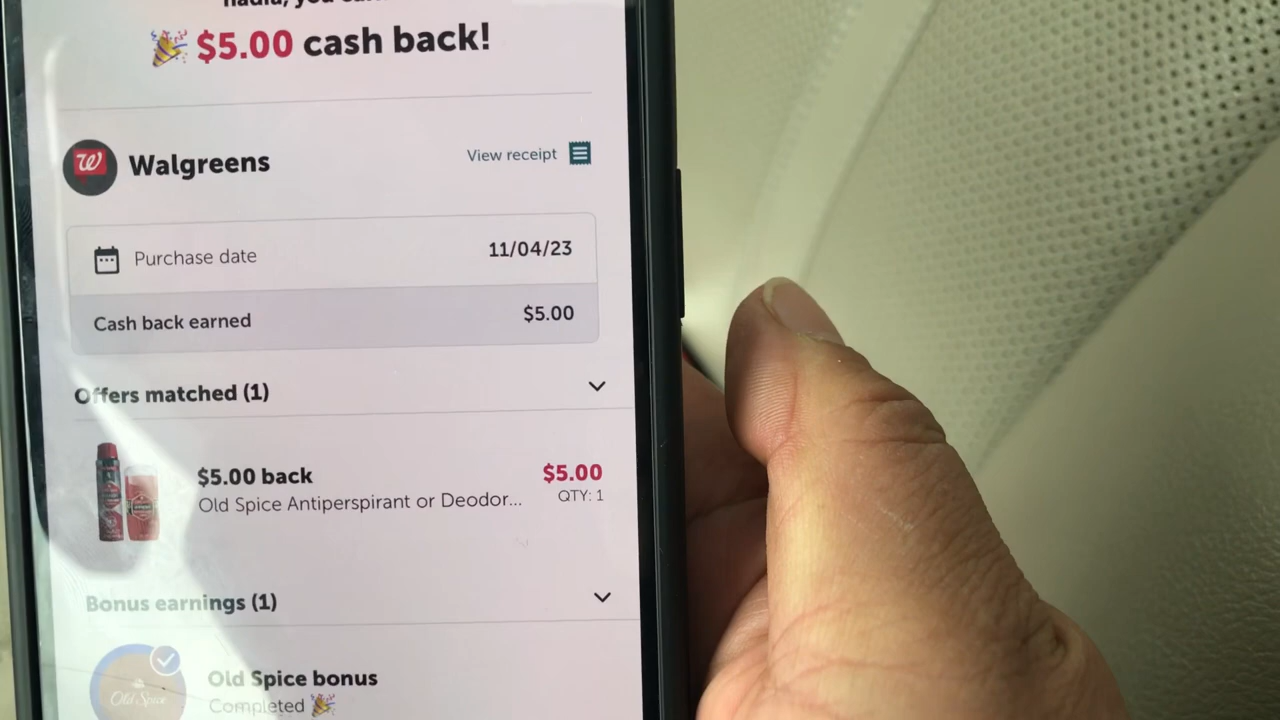 $5.00 cash back!
Walgreens
View receipt
Purchase date
11/04/23
Cash back earned
$5.00
Offers matched (1)
$5.00 back
$5.00
Old Spice Antiperspirant or Deodor...
QTY: 1
Bonus earnings (1)
Old Spice bonus
Old Spice
Completed